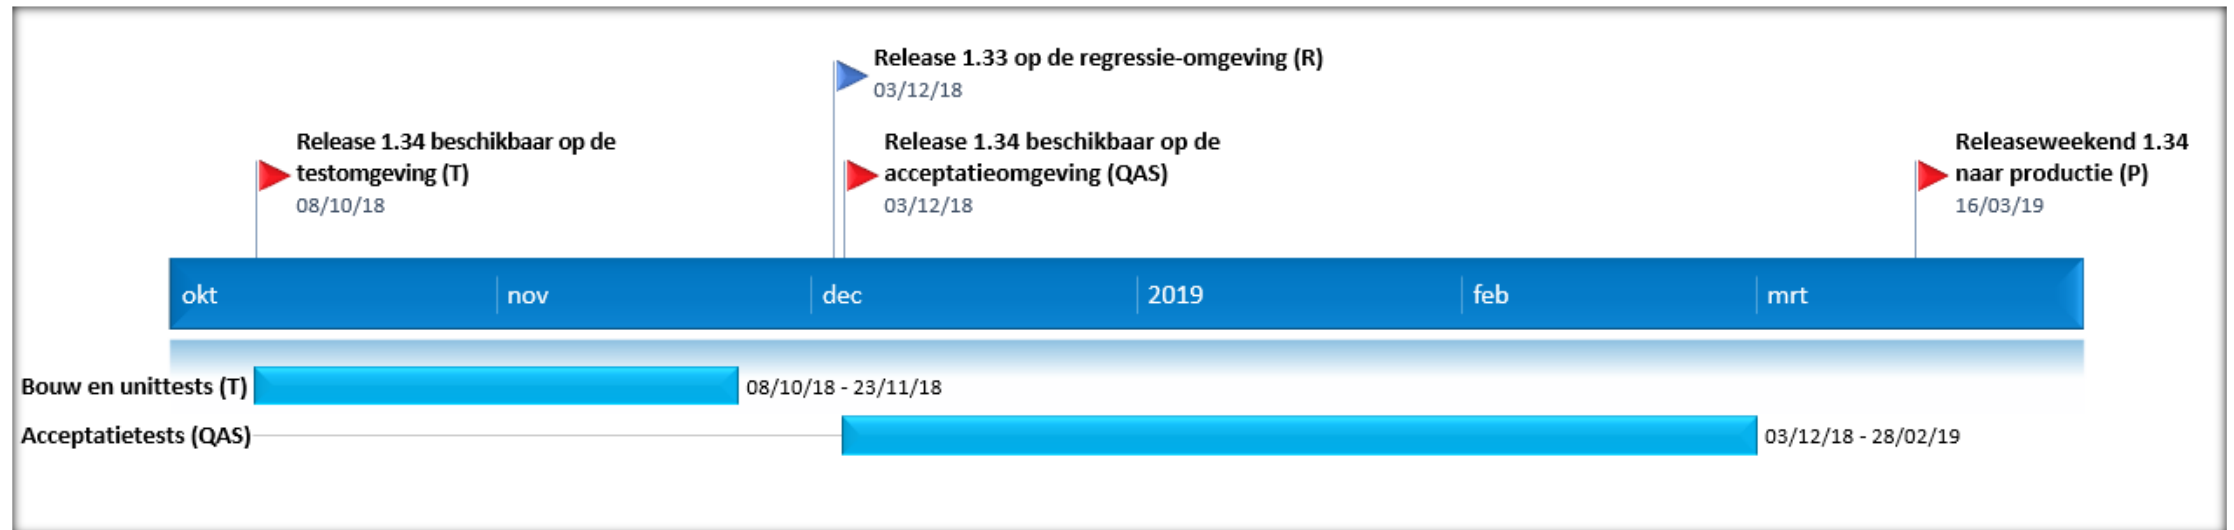 Release 1.33 op de regressie-omgeving (R)
03/12/18
Release 1.34 beschikbaar op de
testomgeving (T)
08/10/18
Release 1.34 beschikbaar op de
acceptatieomgeving (QAS)
03/12/18
Releaseweekend 1.34
naar productie (P)
16/03/19
okt nov dec 2019 feb mrt
Bouw en unittests (T) 08/10/18 - 23/11/18
Acceptatietests (QAS) 03/12/18 - 28/02/19